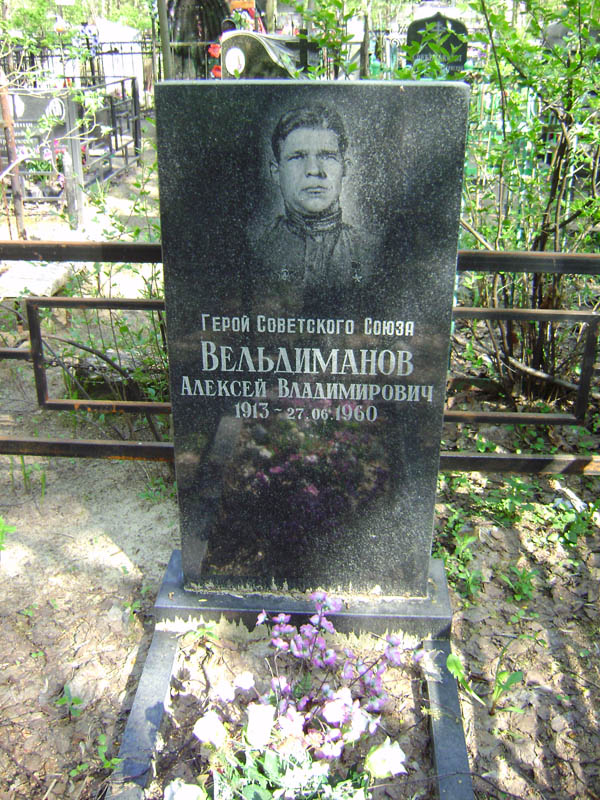 Герой Советского Союза
Вельдиманов
Алексей Владимирович
1913 - 27.06.1960